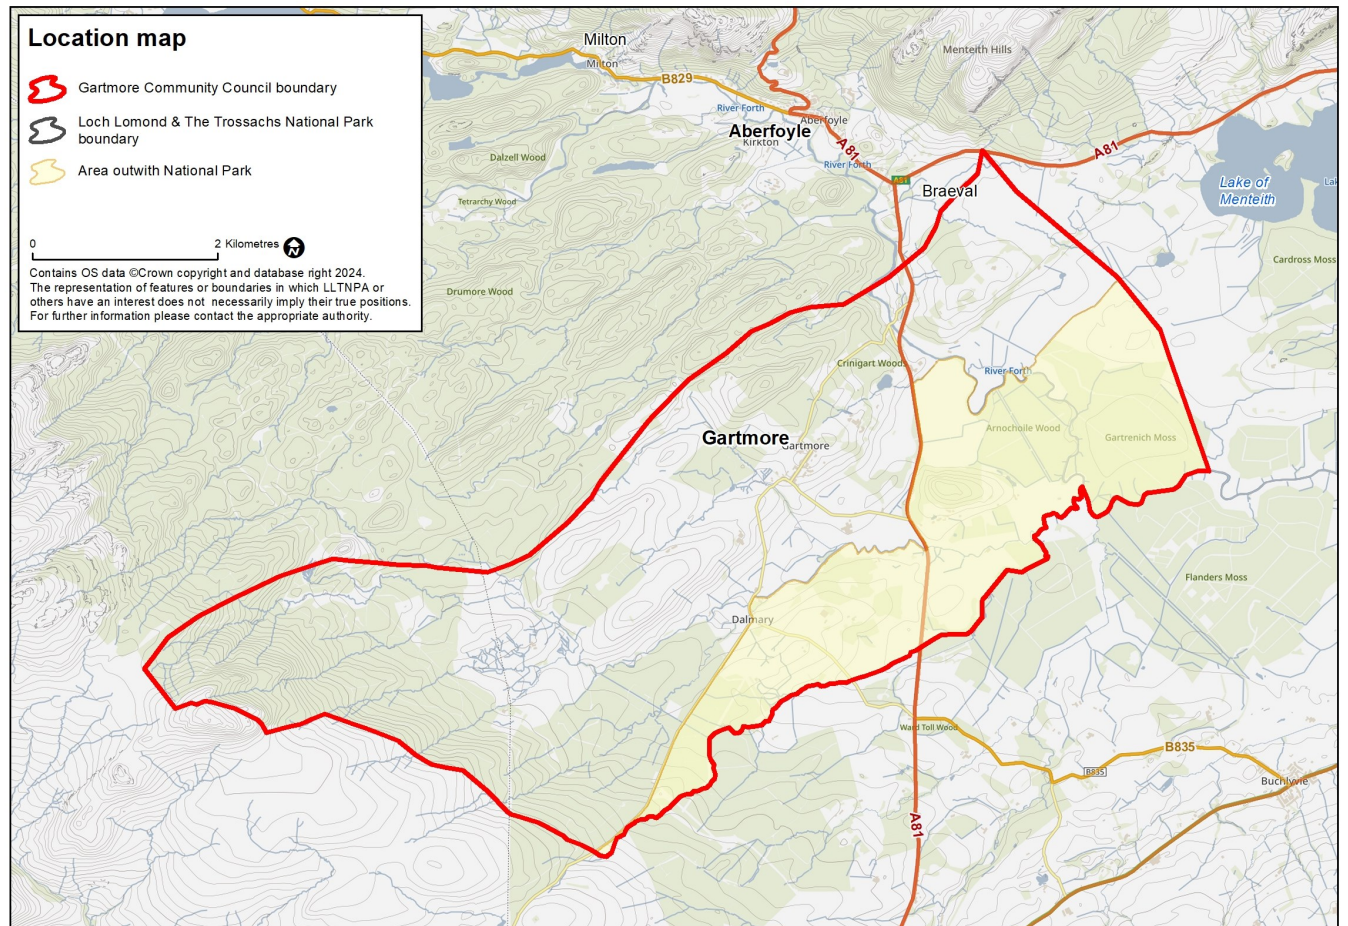 Location map
Gartmore Community Council boundary
Loch Lomond & The Trossachs National Park
boundary
Area outwith National Park
0
2 Kilometres
N
Contains OS data ©Crown copyright and database right 2024.
The representation of features or boundaries in which LLTNPA or
others have an interest does not necessarily imply their true positions.
For further information please contact the appropriate authority.
Milton
Milton
Menteith Hills
B829
River Forth
Aberfoyle
Aberfoyle
Kirkton
A81
A81
Dalzell Wood
River Forth
A81
Braeval
Lake of
Menteith
Lak
Tetrarchy Wood
Cardross Moss
Drumore Wood
Crinigart Woods
River Forth
Arnochoile Wood
Gartrenich Moss
Gartmore
Gartmore
Flanders Moss
Dalmary
Ward Toll Wood
B835
B835
Buchlyvie
A81